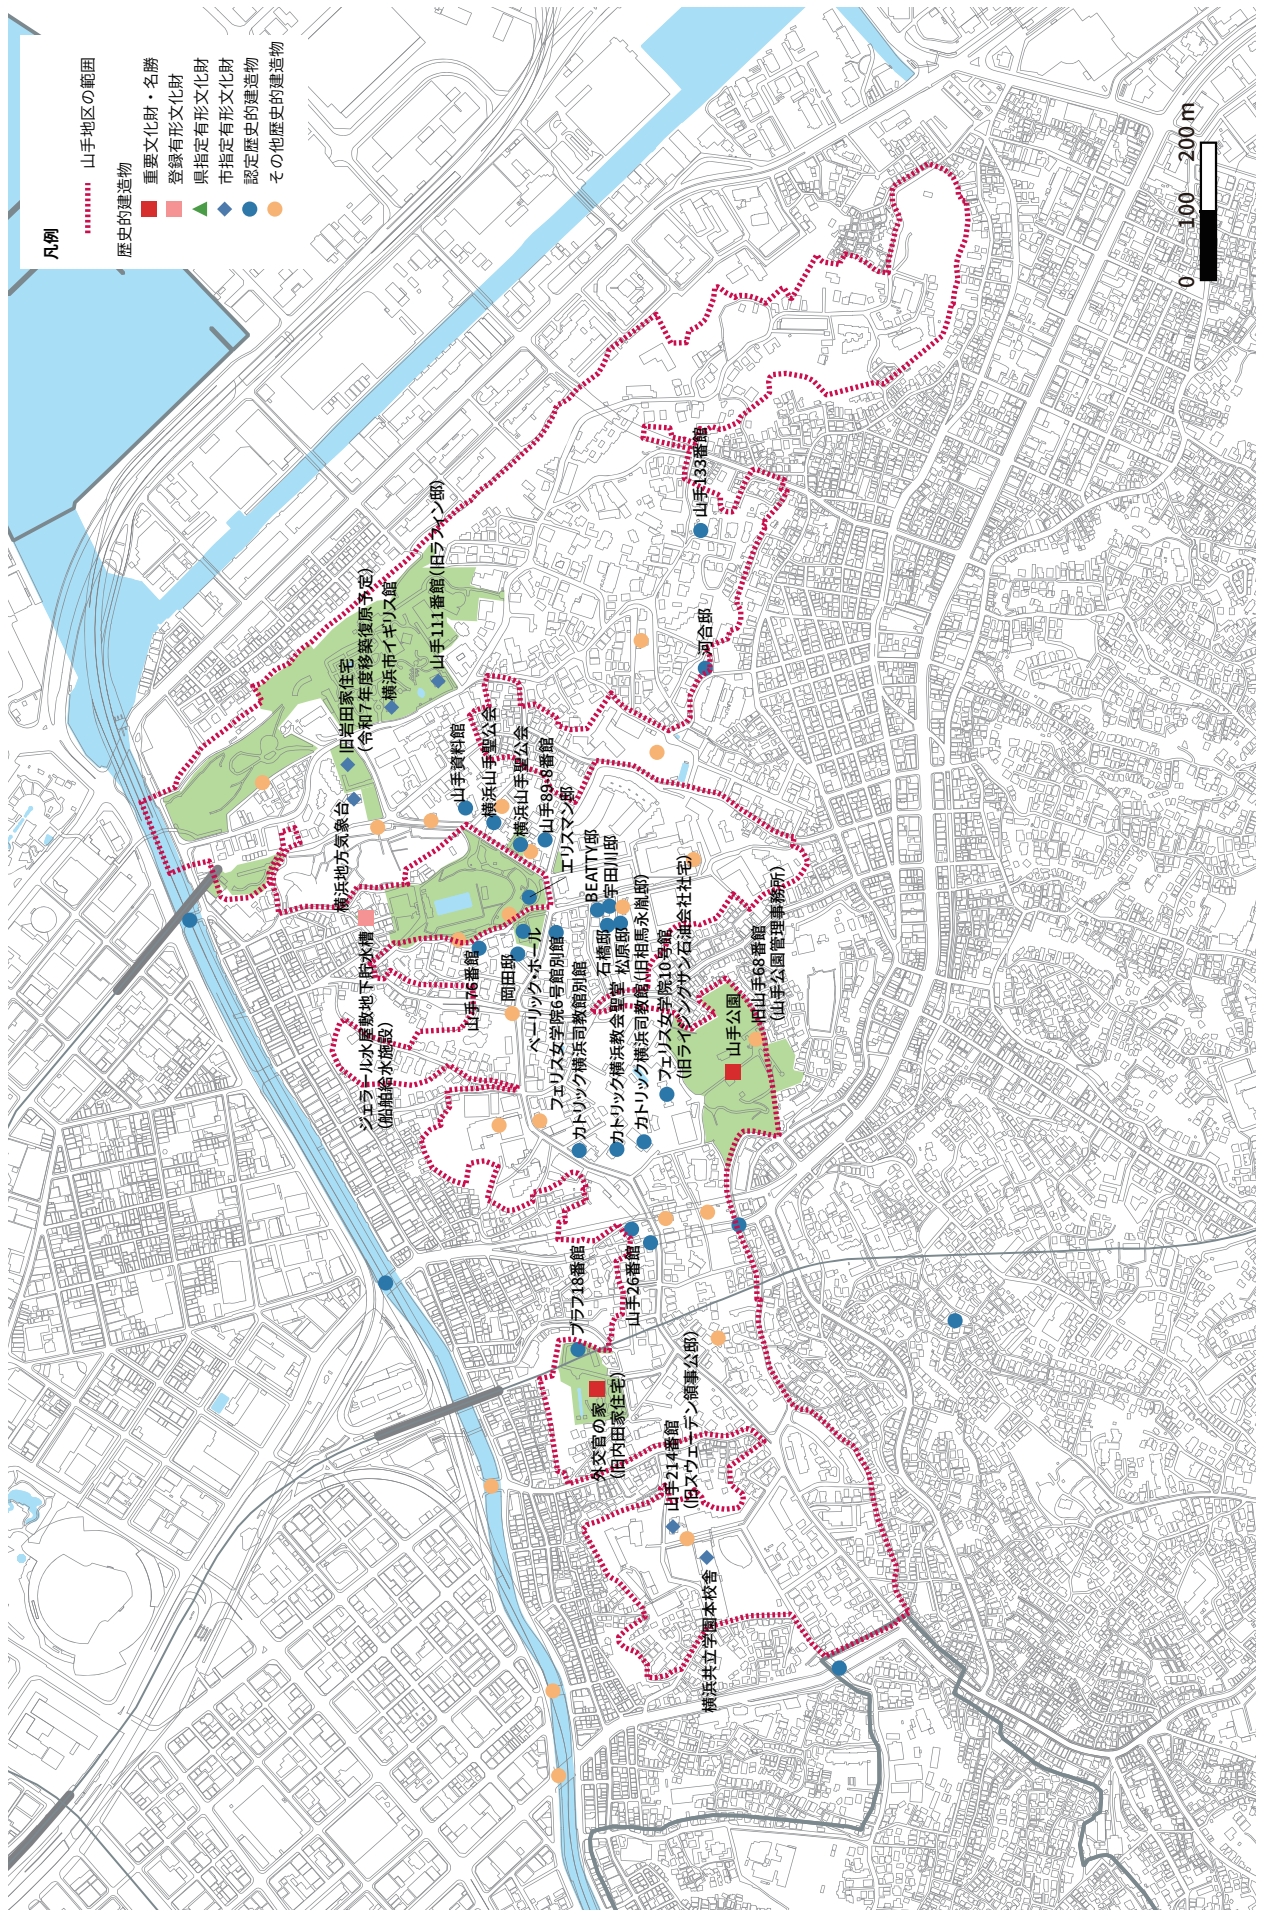 凡例
山手地区の範囲
歴史的建造物
重要文化財・名勝
登録有形文化財
県指定有形文化財
市指定有形文化財
認定歴史的建造物
その他歴史的建造物
0 100 200 m
旧岩田家住宅
(令和7年度移築復原予定)
横浜市イギリス館
山手111番館(旧ラフィン邸)
横浜地方気象台
山手資料館
横浜山手聖公会
横浜山手聖公会
山手89-8番館
エリスマン邸
BEATTY邸
宇田川邸
石橋邸
松原邸
山手133番館
河合邸
ジェラール水屋敷地下貯水槽
(船舶給水施設)
山手76番館
岡田邸
ベーリック・ホール
フェリス女学院6号館別館
カトリック横浜司教館別館
カトリック横浜教会聖堂
カトリック横浜司教館(旧相馬永胤邸)
フェリス女学院10号館
(旧ライジングサン石油会社社宅)
山手公園
旧山手68番館
(山手公園管理事務所)
ブラフ18番館
山手26番館
外交官の家
(旧内田家住宅)
山手214番館
(旧スウェーデン領事公邸)
横浜共立学園本校舎